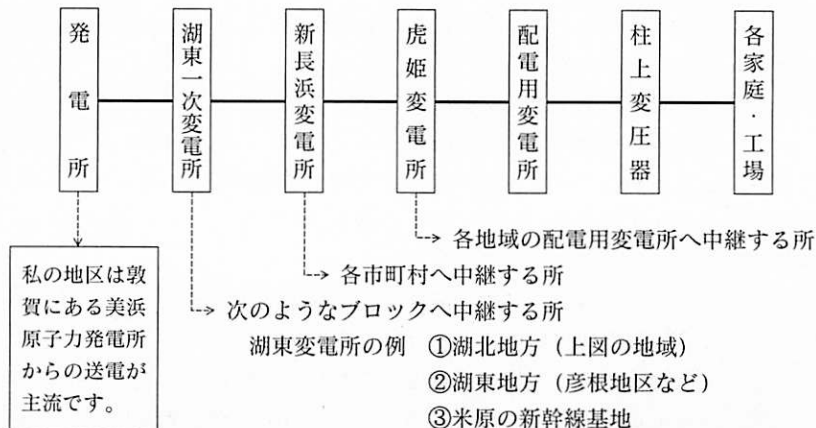 発電所
湖東一次変電所
新長浜変電所
虎姫変電所
配電用変電所
柱上変圧器
各家庭・工場
各地域の配電用変電所へ中継する所
各市町村へ中継する所
次のようなブロックへ中継する所
湖東変電所の例 ①湖北地方（上図の地域）
②湖東地方（彦根地区など）
③米原の新幹線基地
私の地区は敦
賀にある美浜
原子力発電所
からの送電が
主流です。